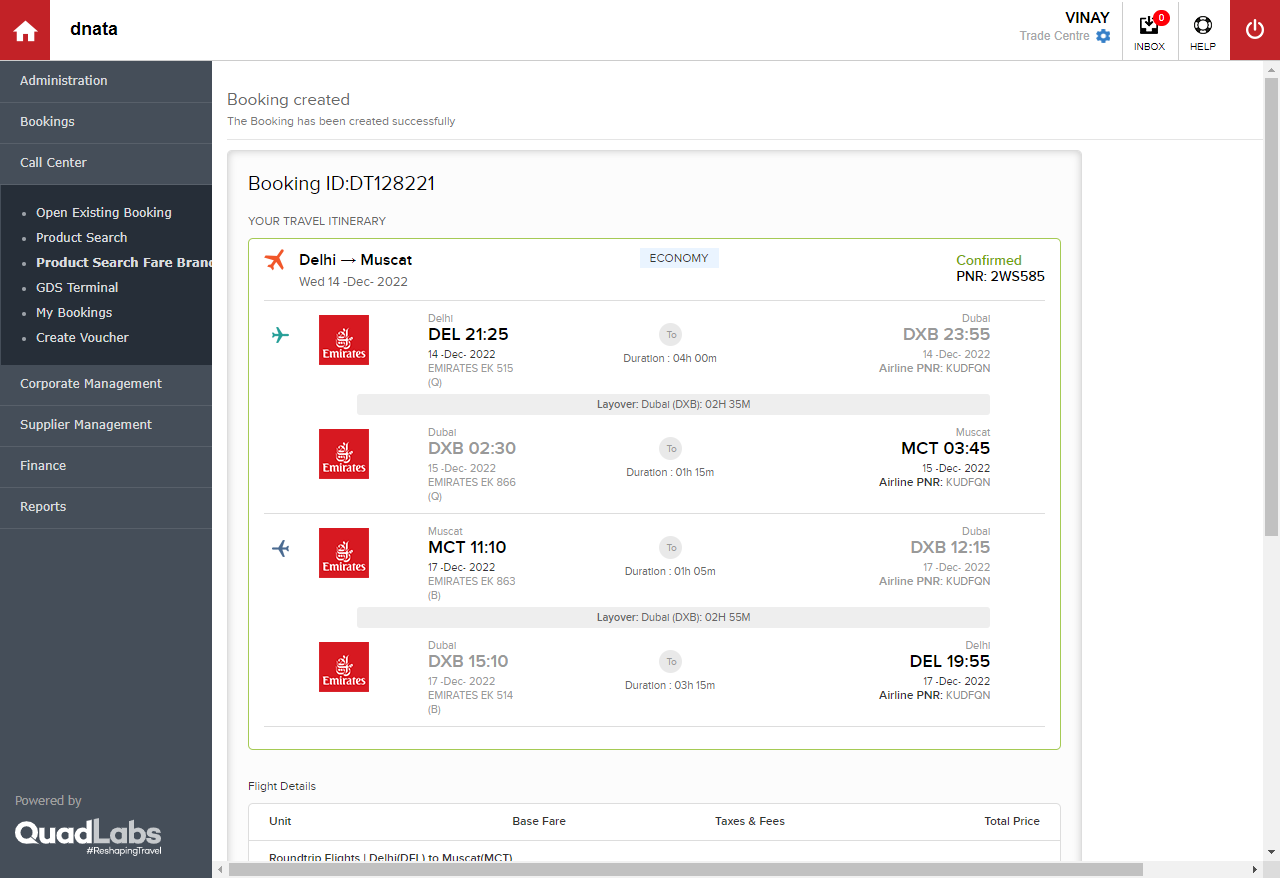 dnata
VINAY
Trade Centre
0
INBOX
HELP
Administration
Bookings
Call Center
Open Existing Booking
Product Search
Product Search Fare Bran
GDS Terminal
My Bookings
Create Voucher
Corporate Management
Supplier Management
Finance
Reports
Powered by
QuadLabs
#ReshapingTravel
Booking created
The Booking has been created successfully
Booking ID:DT128221
YOUR TRAVEL ITINERARY
Delhi → Muscat
Wed 14 -Dec- 2022
ECONOMY
Confirmed
PNR: 2WS585
Emirates
Delhi
DEL 21:25
14 -Dec- 2022
EMIRATES EK 515
(Q)
To
Duration : 04h 00m
Dubai
DXB 23:55
14 -Dec- 2022
Airline PNR: KUDFQN
Layover: Dubai (DXB): 02H 35M
Emirates
Dubai
DXB 02:30
15 -Dec- 2022
EMIRATES EK 866
(Q)
To
Duration : 01h 15m
Muscat
MCT 03:45
15 -Dec- 2022
Airline PNR: KUDFQN
Emirates
Muscat
MCT 11:10
17 -Dec- 2022
EMIRATES EK 863
(B)
To
Duration : 01h 05m
Dubai
DXB 12:15
17 -Dec- 2022
Airline PNR: KUDFQN
Layover: Dubai (DXB): 02H 55M
Emirates
Dubai
DXB 15:10
17 -Dec- 2022
EMIRATES EK 514
(B)
To
Duration : 03h 15m
Delhi
DEL 19:55
17 -Dec- 2022
Airline PNR: KUDFQN
Flight Details
Unit Base Fare Taxes & Fees Total Price
Roundtrip Flights | Delhi(DEL) to Muscat(MCT)